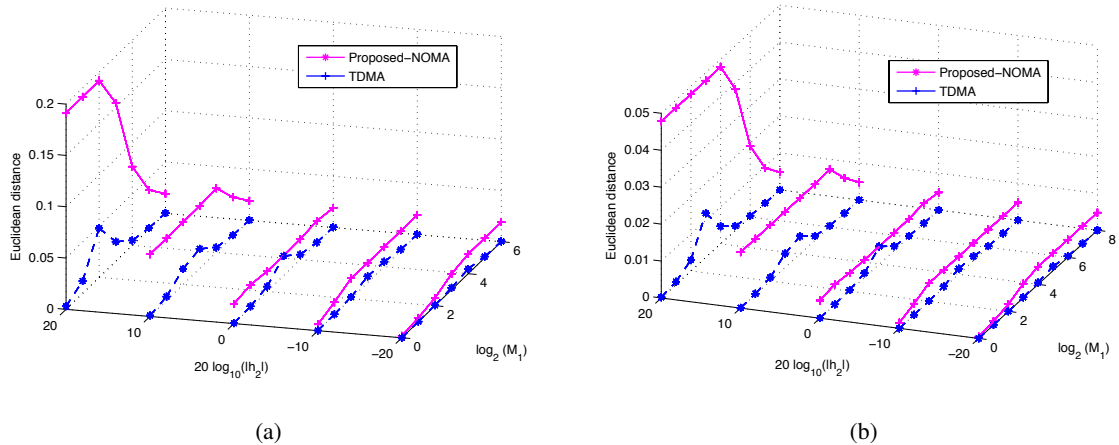 Proposed−NOMA
TDMA
0.2
0.15
0.1
0.05
0
Euclidean distance
20
10
0
−10
−20
20 log10(|h2|)
0
2
4
6
log2 (M1)
(a)
Proposed−NOMA
TDMA
0.05
0.04
0.03
0.02
0.01
0
Euclidean distance
20
10
0
−10
−20
20 log10(|h2|)
0
2
4
6
8
log2 (M1)
(b)